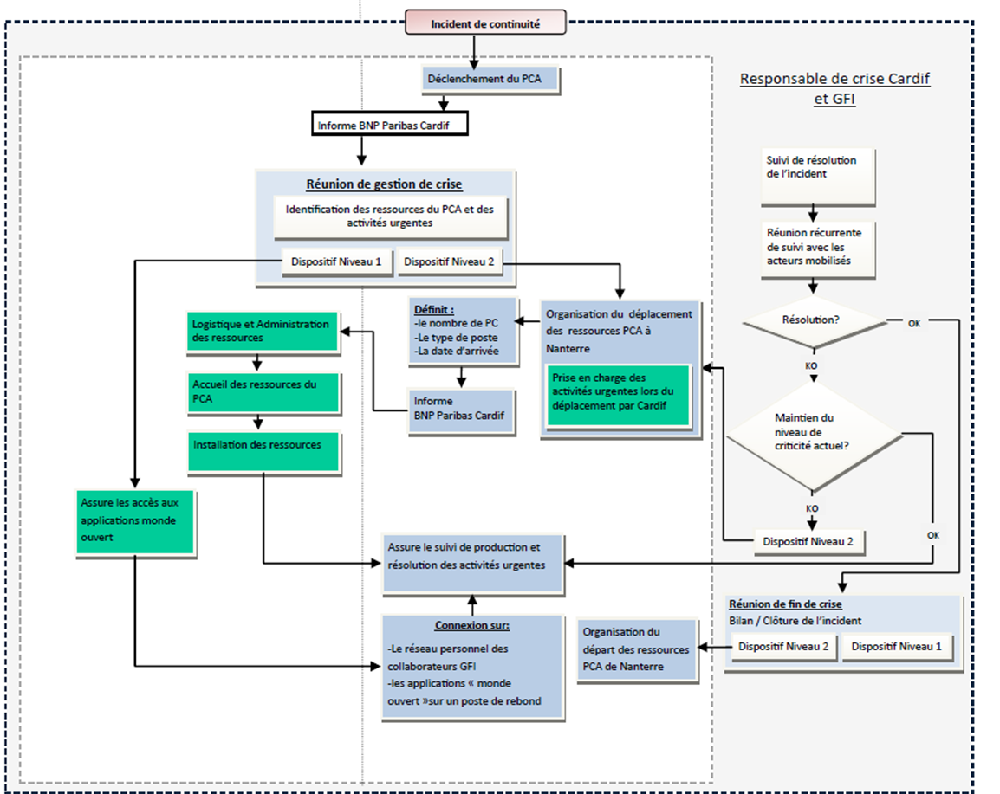 Incident de continuité
Déclenchement du PCA
Informe BNP Paribas Cardif
Réunion de gestion de crise
Identification des ressources du PCA et des
activités urgentes
Dispositif Niveau 1
Dispositif Niveau 2
Définit :
-le nombre de PC
-Le type de poste
-La date d'arrivée
Organisation du déplacement
des ressources PCA à
Nanterre
Prise en charge des
activités urgentes lors du
déplacement par Cardif
Logistique et Administration
des ressources
Accueil des ressources du
PCA
Installation des ressources
Informe
BNP Paribas Cardif
Assure les accès aux
applications monde
ouvert
Assure le suivi de production et
résolution des activités urgentes
Connexion sur:
-Le réseau personnel des
collaborateurs GFI
-les applications « monde
ouvert »sur un poste de rebond
Organisation du
départ des ressources
PCA de Nanterre
Responsable de crise Cardif
et GFI
Suivi de résolution
de l'incident
Réunion récurrente
de suivi avec les
acteurs mobilisés
Résolution?
OK
KO
Maintien du
niveau de
criticité actuel?
KO
OK
Dispositif Niveau 2
Réunion de fin de crise
Bilan / Clôture de l'incident
Dispositif Niveau 2
Dispositif Niveau 1